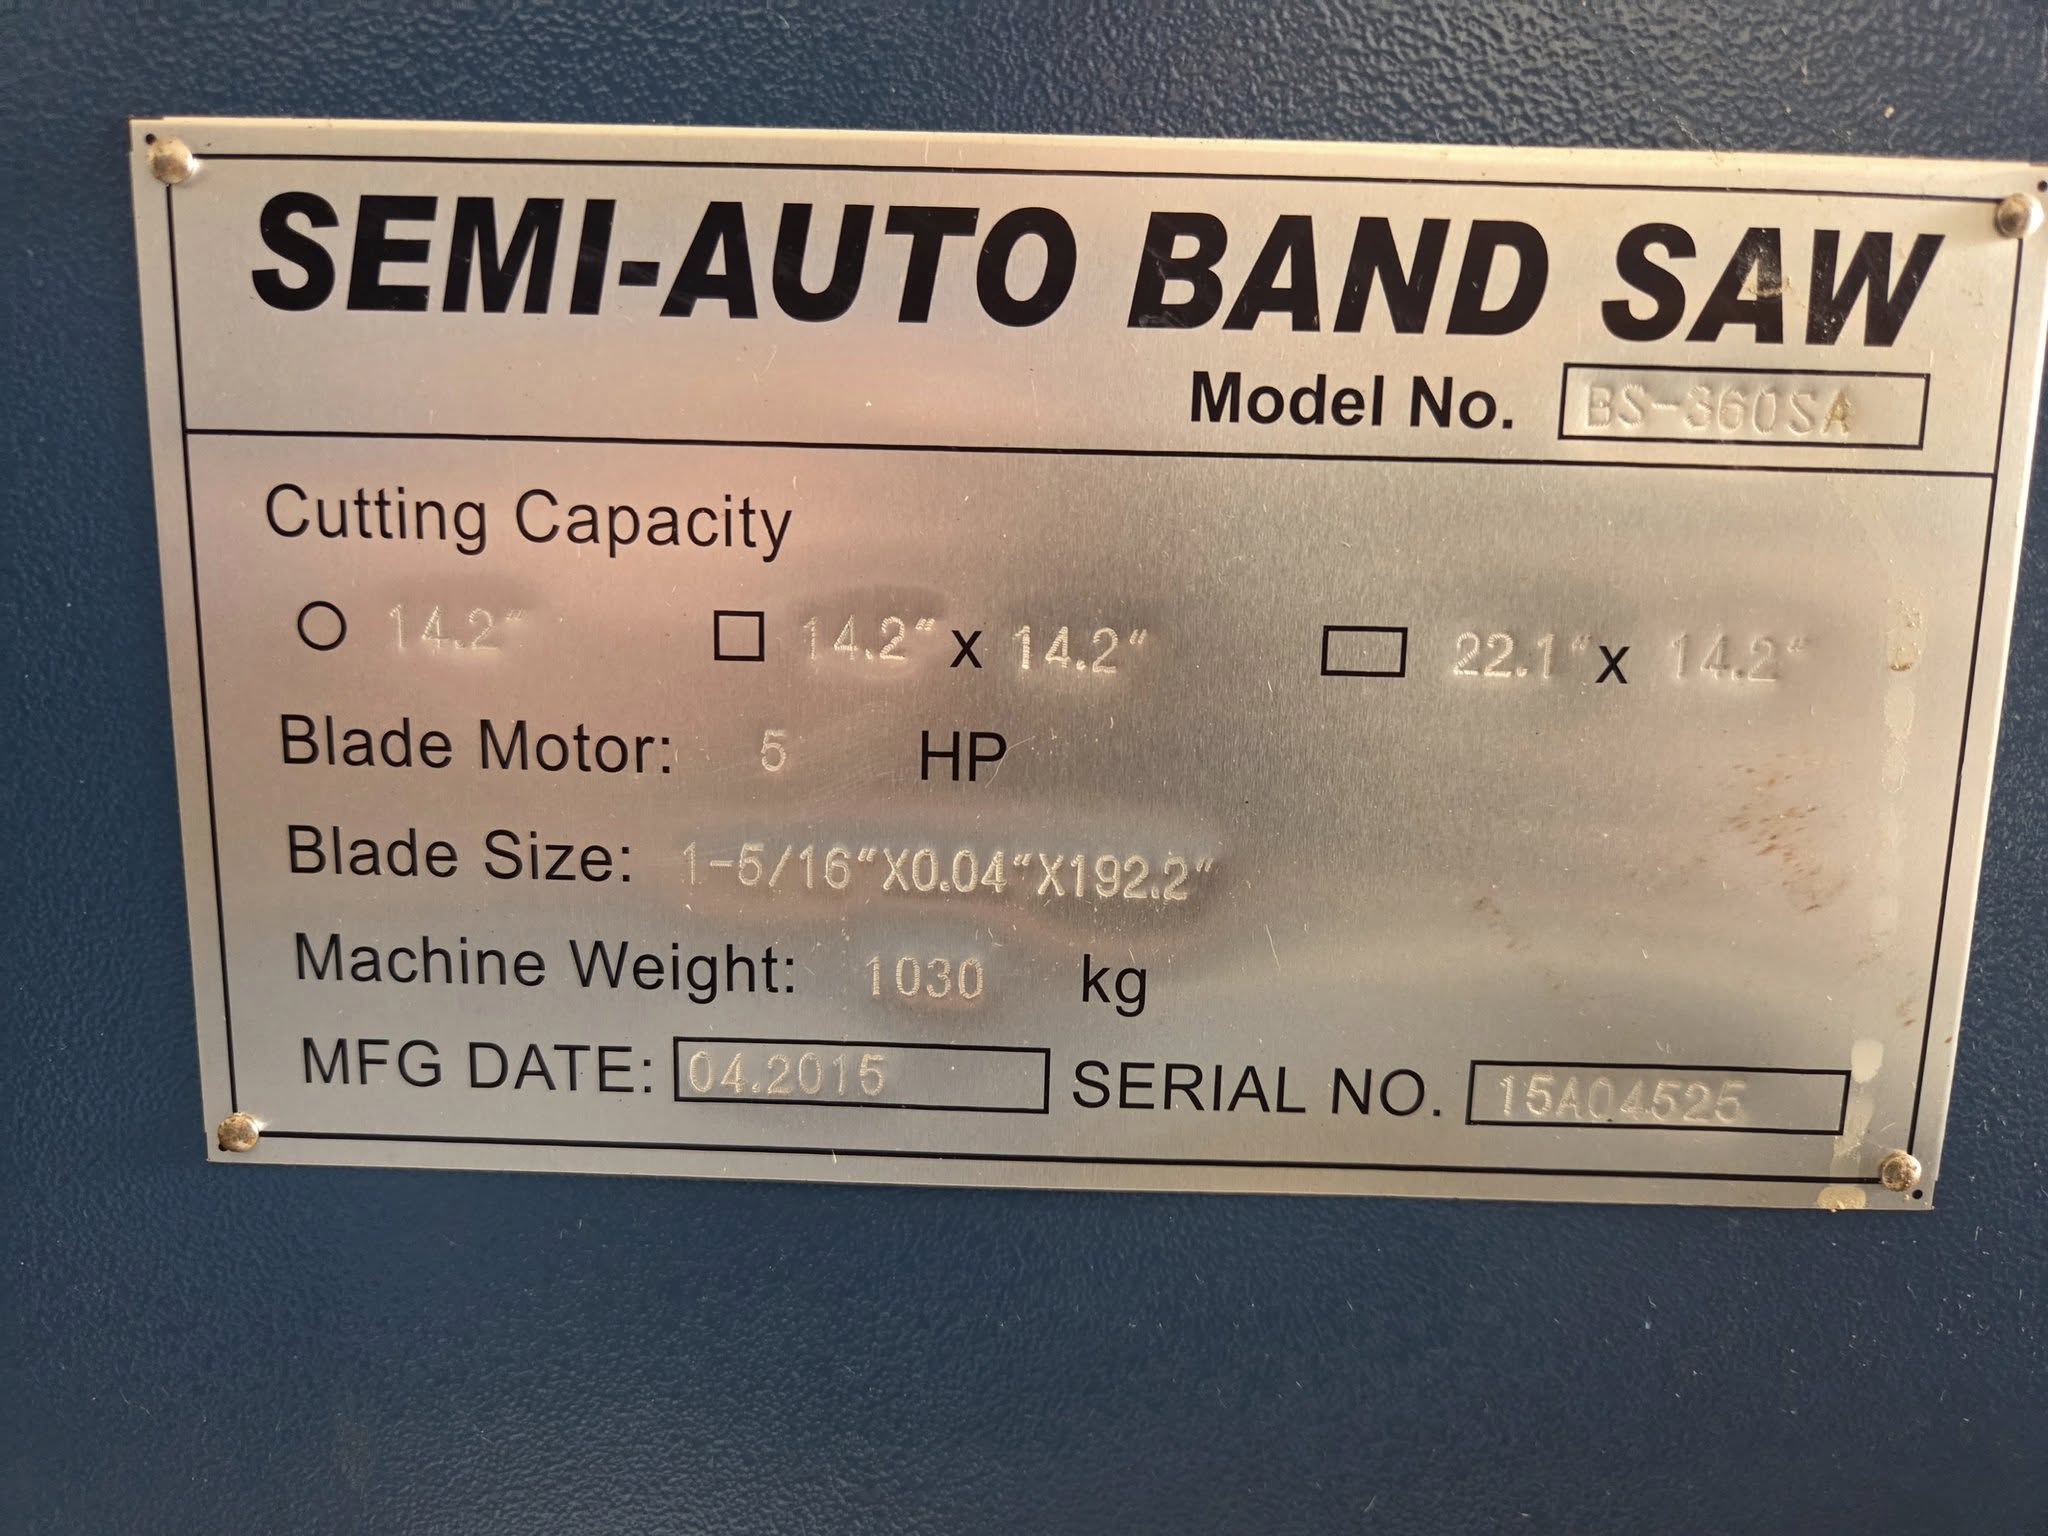 SEMI-AUTO BAND SAW
Model No. BS-360SA
Cutting Capacity
14.2" 14.2" x 14.2" 22.1" x 14.2"
Blade Motor: 5 HP
Blade Size: 1-5/16"X0.04"X192.2"
Machine Weight: 1030 kg
MFG DATE: 04.2015 SERIAL NO. 15A04525